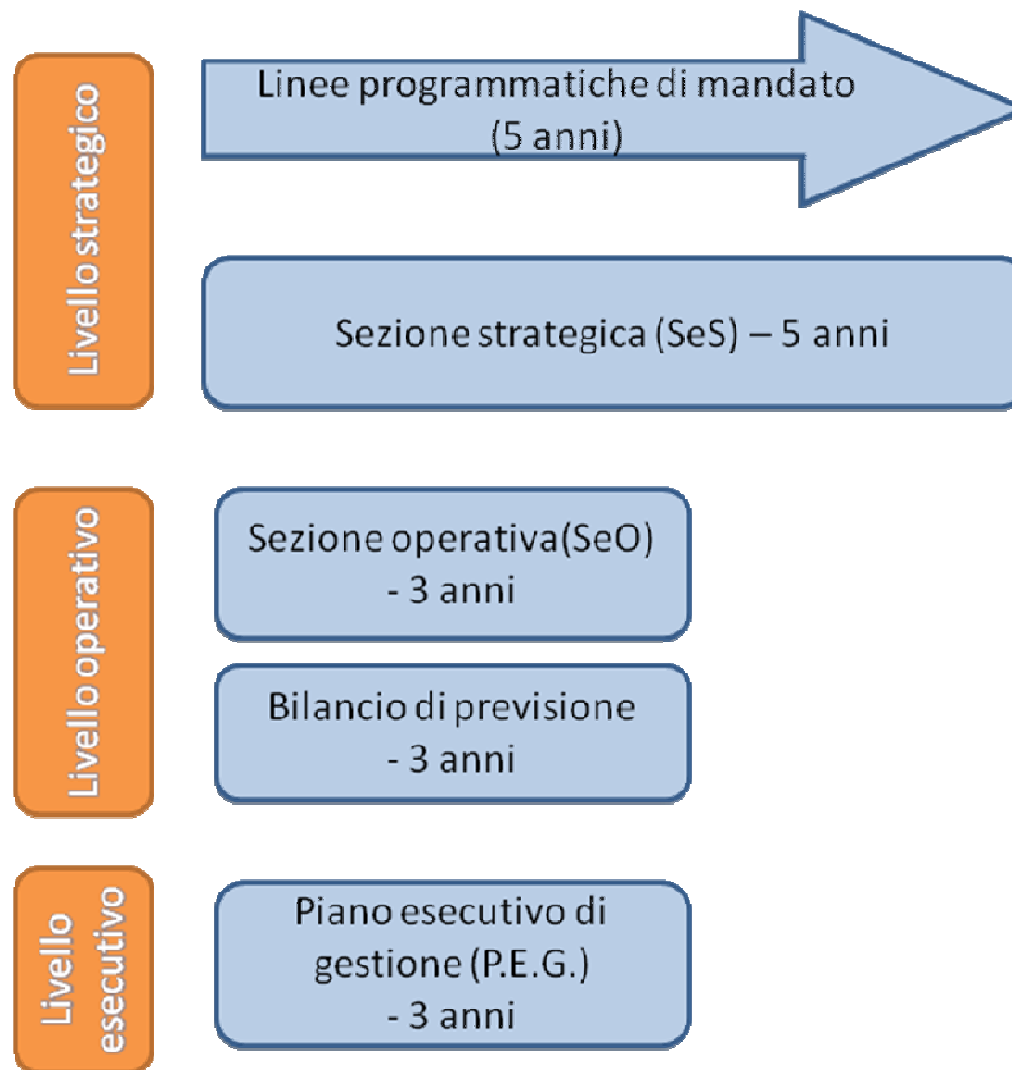 Livello strategico
Linee programmatiche di mandato
(5 anni)
Sezione strategica (SeS) – 5 anni
Livello operativo
Sezione operativa(SeO)
- 3 anni
Bilancio di previsione
- 3 anni
Livello
esecutivo
Piano esecutivo di
gestione (P.E.G.)
- 3 anni